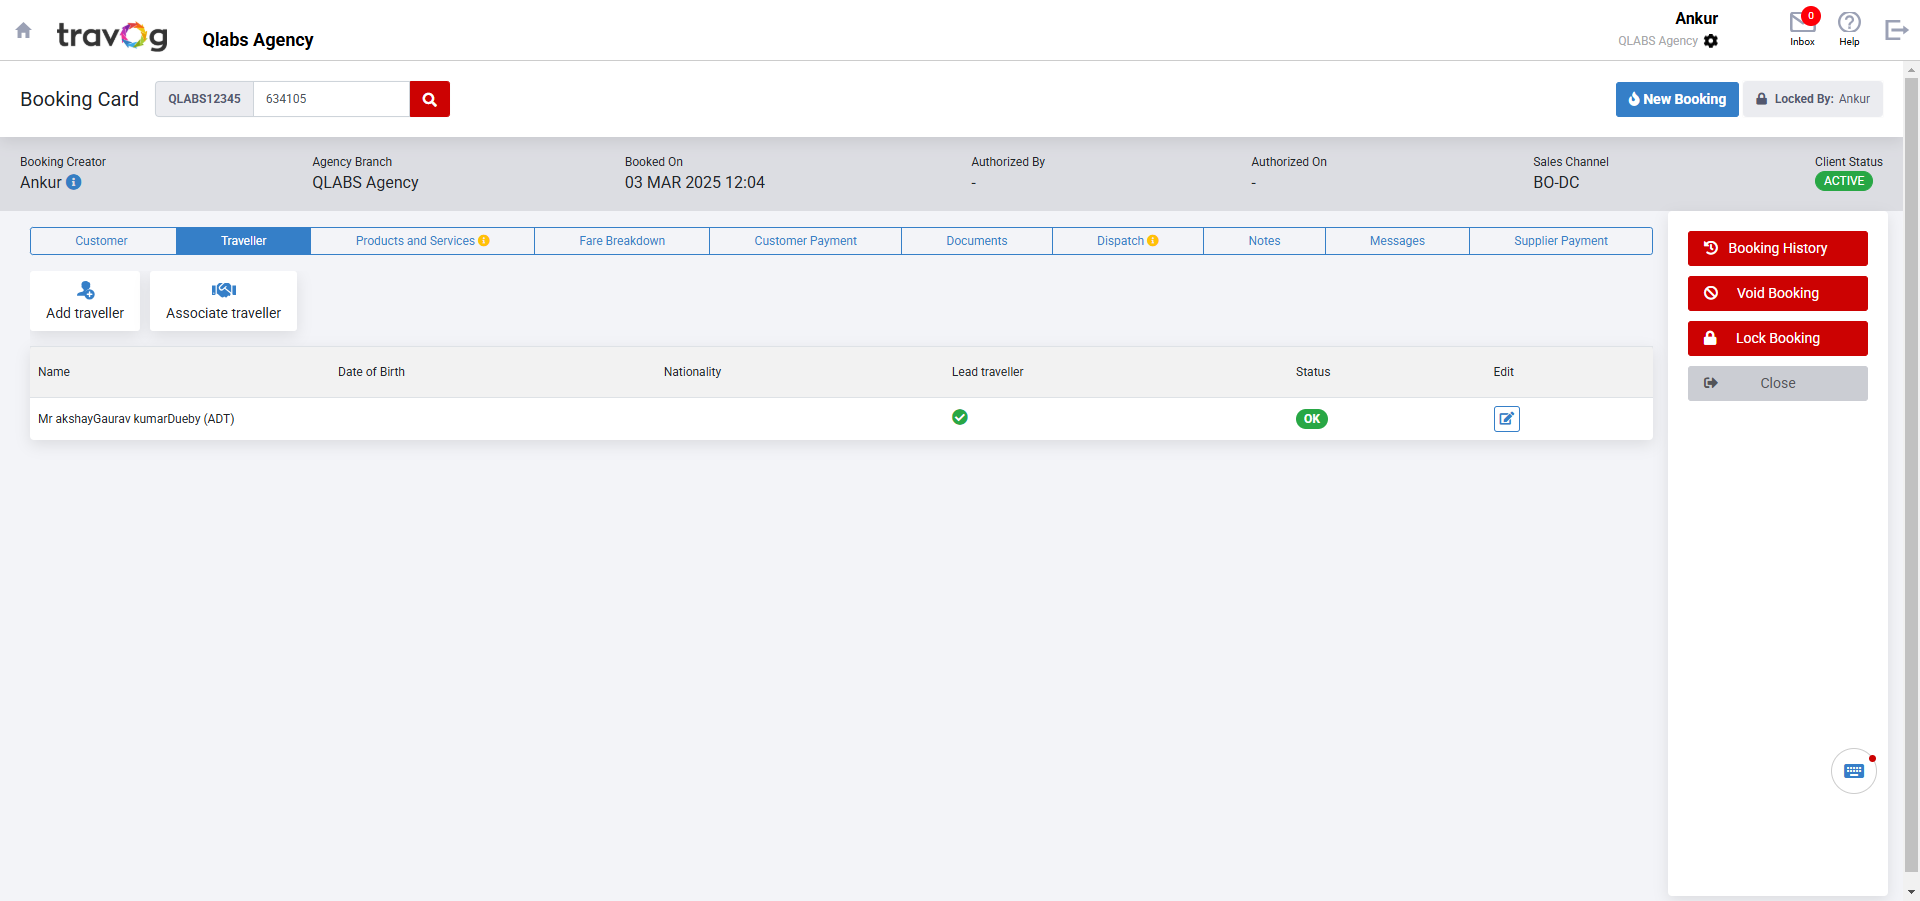 travog
Qlabs Agency
Ankur
QLABS Agency
0
Inbox
Help
Booking Card
QLABS12345
634105
New Booking
Locked By: Ankur
Booking Creator
Ankur
Agency Branch
QLABS Agency
Booked On
03 MAR 2025 12:04
Authorized By
-
Authorized On
-
Sales Channel
BO-DC
Client Status
ACTIVE
Customer
Traveller
Products and Services
Fare Breakdown
Customer Payment
Documents
Dispatch
Notes
Messages
Supplier Payment
Add traveller
Associate traveller
Name
Date of Birth
Nationality
Lead traveller
Status
Edit
Mr akshayGaurav kumarDueby (ADT)
OK
Booking History
Void Booking
Lock Booking
Close